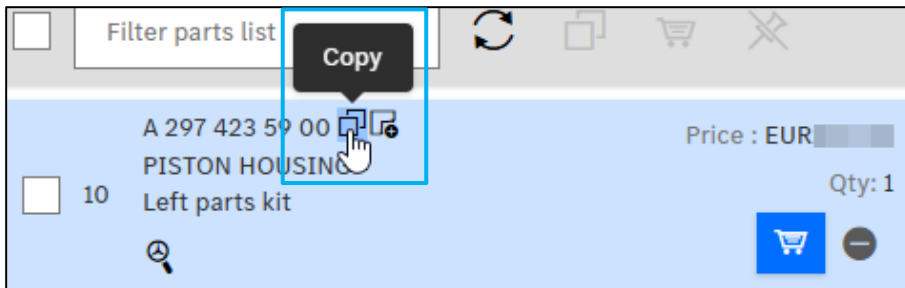 Filter parts list
Copy
A 297 423 59 00
Price : EUR
PISTON HOUSING
Qty: 1
10
Left parts kit